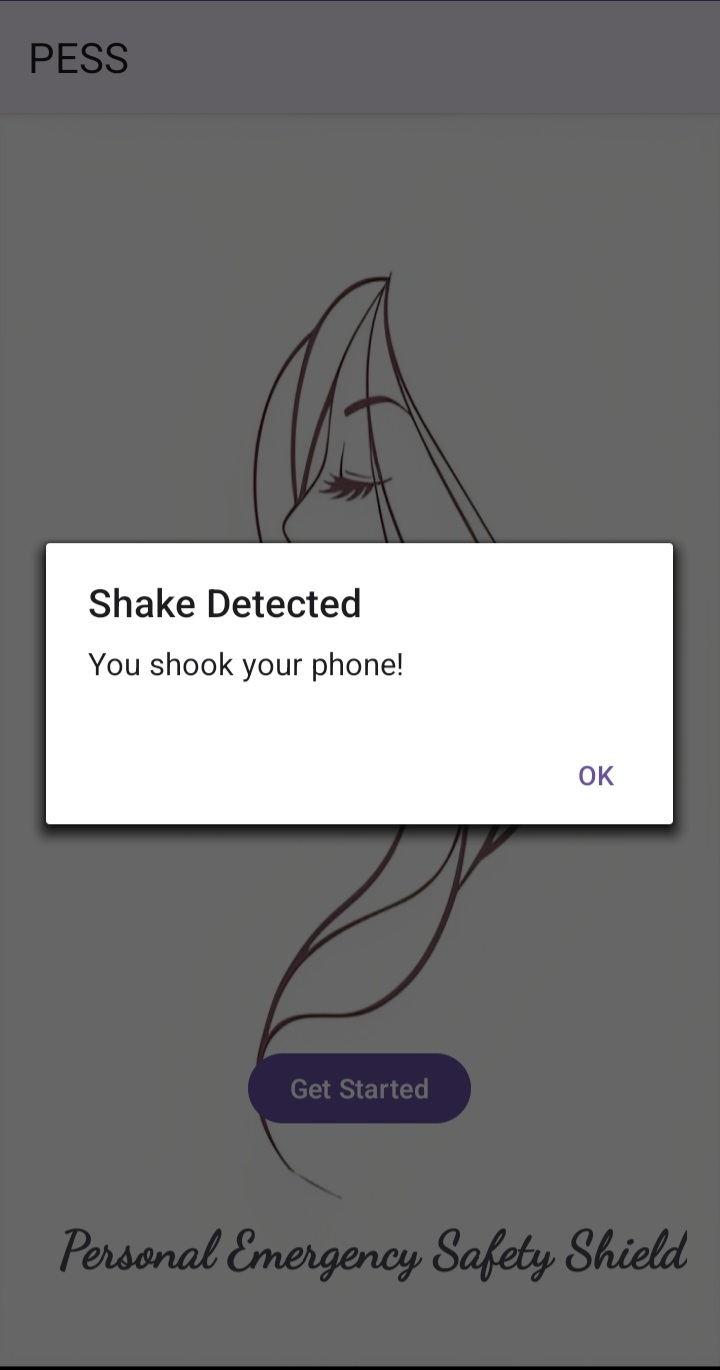 PESS
Shake Detected
You shook your phone!
OK
Get Started
Personal Emergency Safety Shield